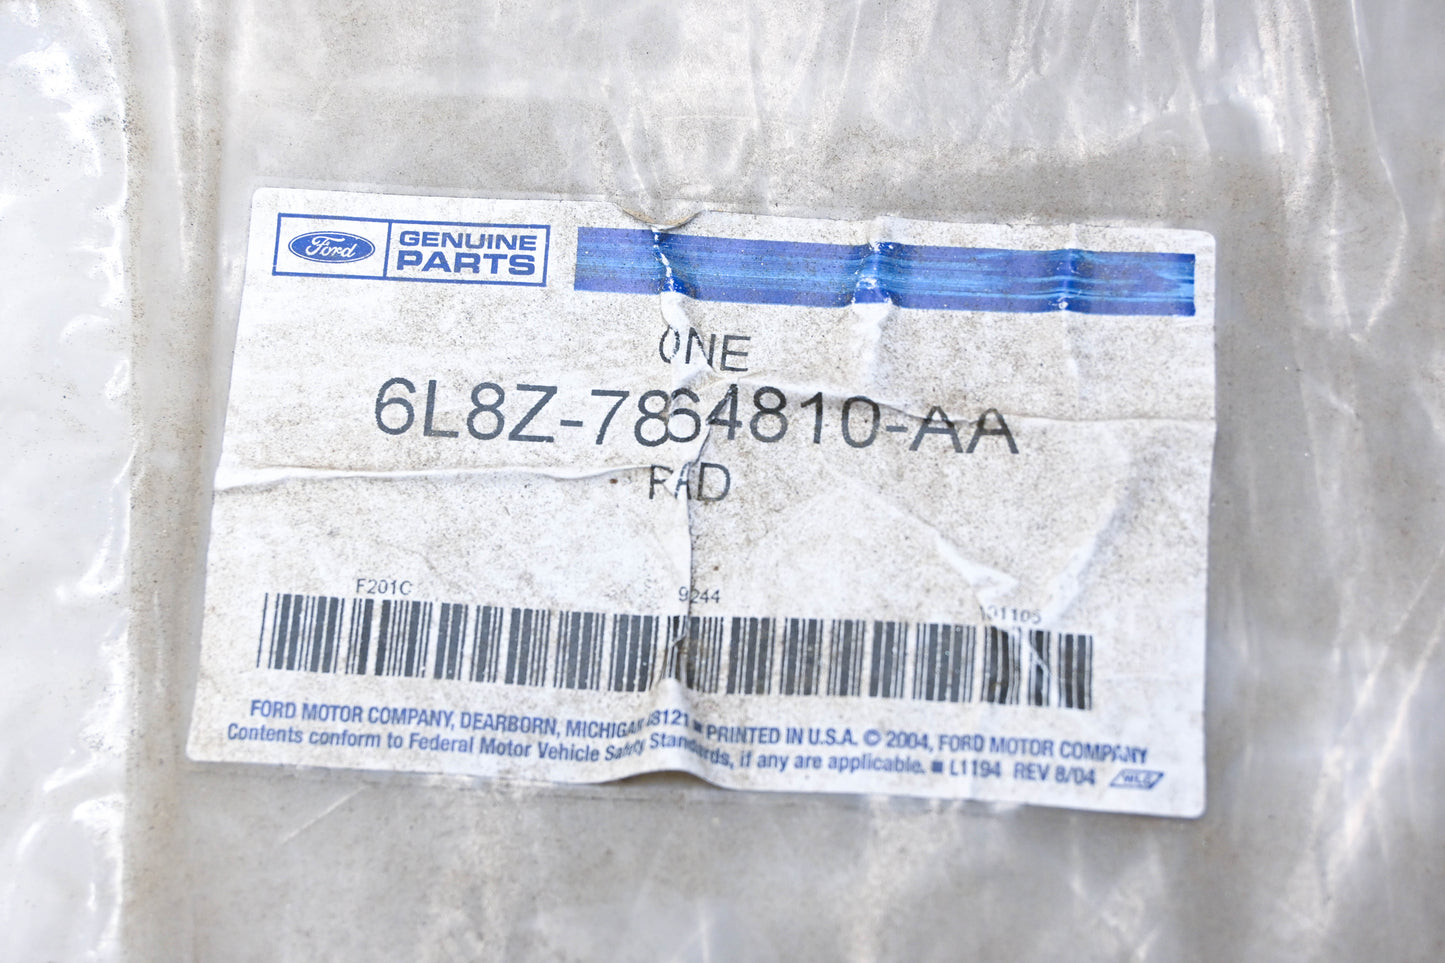 Ford GENUINE PARTS
ONE
6L8Z-7864810-AA
PAD
F201C 9244
FORD MOTOR COMPANY, DEARBORN, MICHIGAN 48121 ■ PRINTED IN U.S.A. © 2004, FORD MOTOR COMPANY
Contents conform to Federal Motor Vehicle Safety Standards, if any are applicable. ■ L1194 REV 8/04